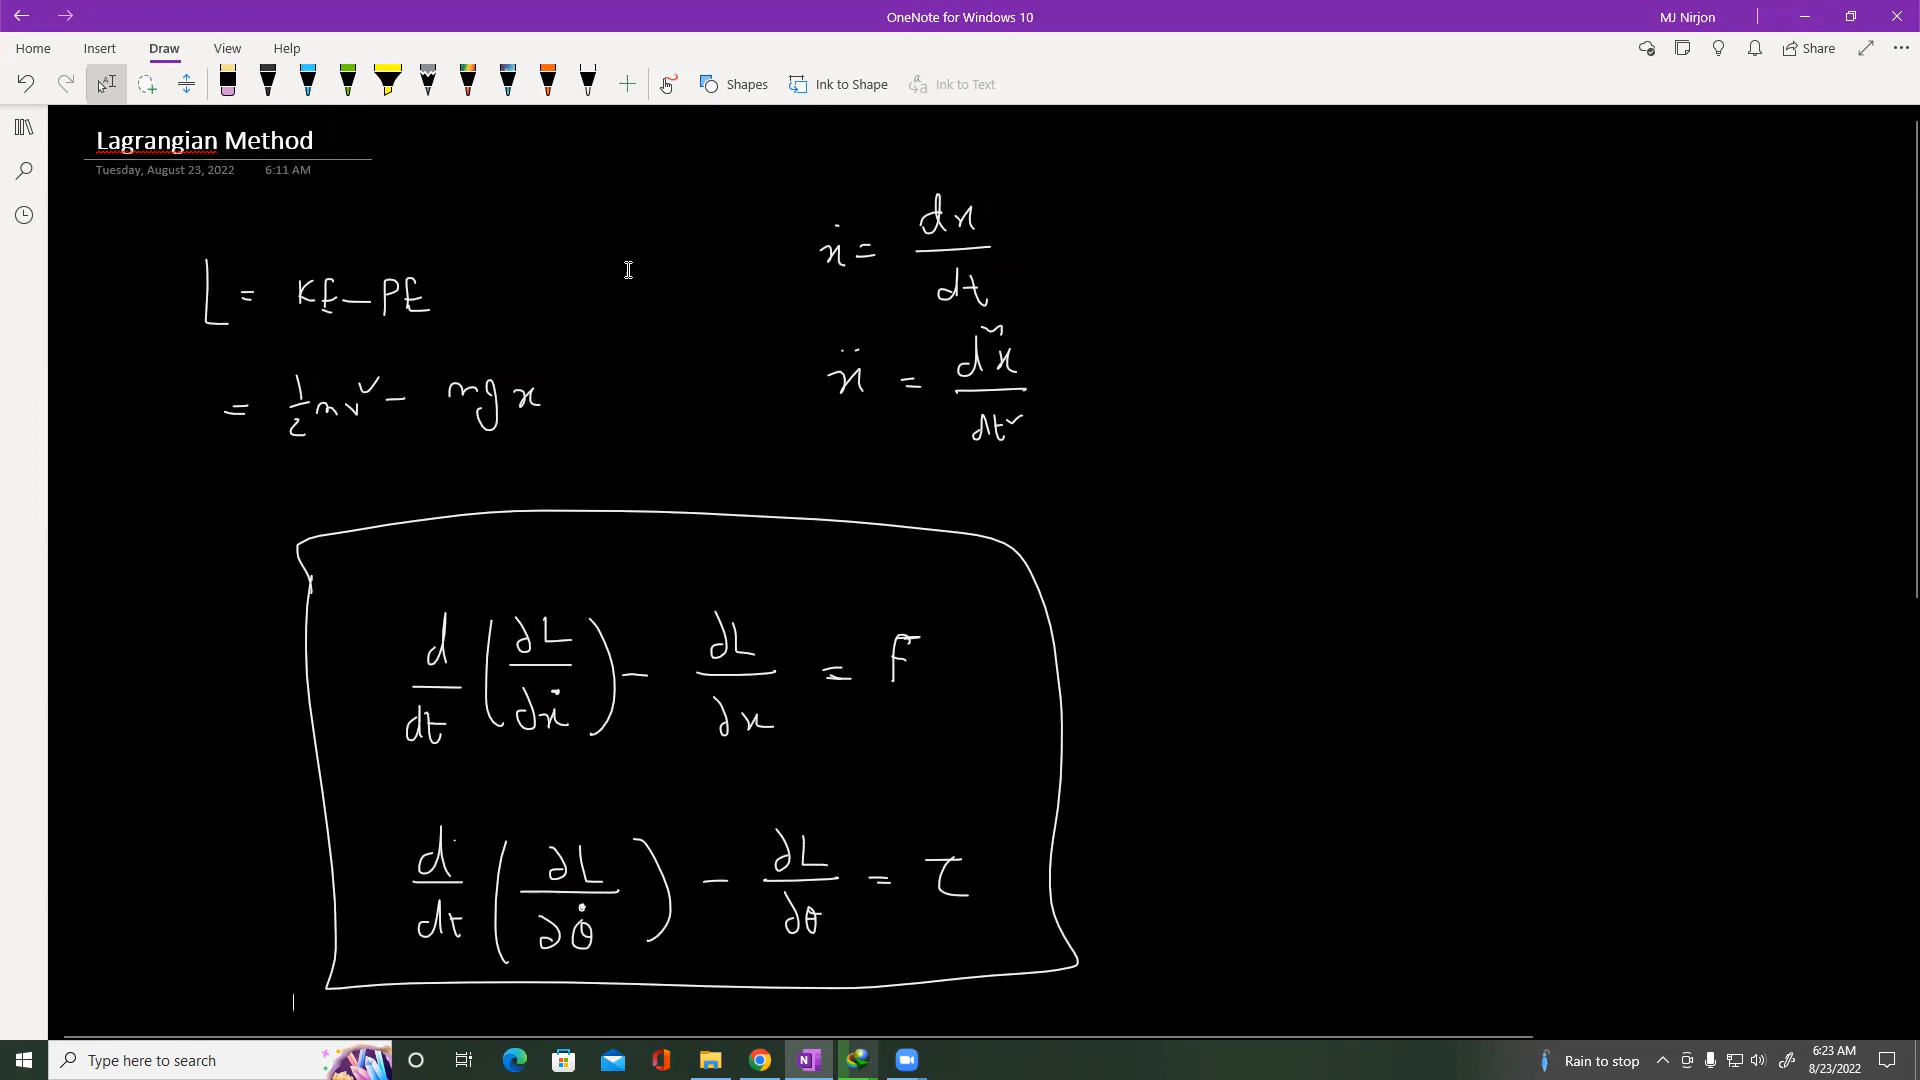 OneNote for Windows 10
MJ Nirjon
Home Insert Draw View Help
Share
Shapes Ink to Shape Ink to Text
Lagrangian Method
Tuesday, August 23, 2022 6:11 AM
L = KE - PE
= 1/2 mv² - mgx
ẋ = dx/dt
ẍ = d²x/dt²
d/dt (∂L/∂ẋ) - ∂L/∂x = F
d/dt (∂L/∂θ̇) - ∂L/∂θ = τ
Type here to search
Rain to stop
6:23 AM
8/23/2022